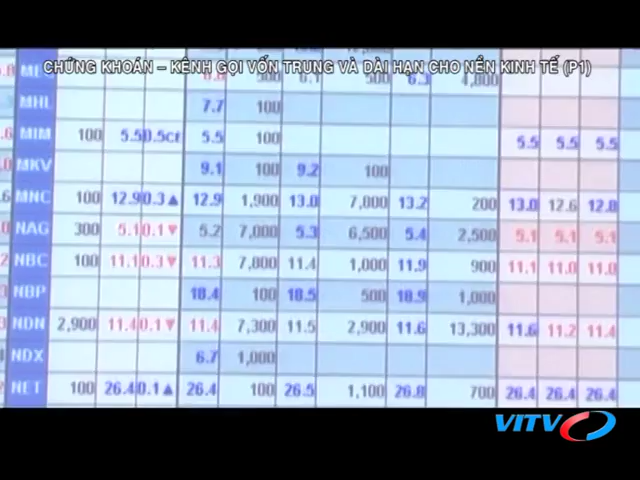 CHỨNG KHOÁN – KÊNH GỌI VỐN TRUNG VÀ DÀI HẠN CHO NỀN KINH TẾ (P1)
MHL 7.7 100
MIM 100 5.5 0.5cr 5.5 100 5.5 5.5 5.5
MKV 9.1 100 9.2 100
MNC 100 12.9 0.3▲ 12.9 1,900 13.0 7,000 13.2 200 13.0 12.6 12.8
NAG 300 5.1 0.1▼ 5.2 7,000 5.3 6,500 5.4 2,500 5.1 5.1 5.1
NBC 100 11.1 0.3▼ 11.3 7,800 11.4 1,000 11.9 900 11.1 11.0 11.0
NBP 18.4 100 18.5 500 18.9 1,000
NDN 2,900 11.4 0.1▼ 11.4 7,300 11.5 2,900 11.6 13,300 11.6 11.2 11.4
NDX 6.7 1,000
NET 100 26.4 0.1▲ 26.4 100 26.5 1,100 26.8 700 26.4 26.4 26.4
VITV